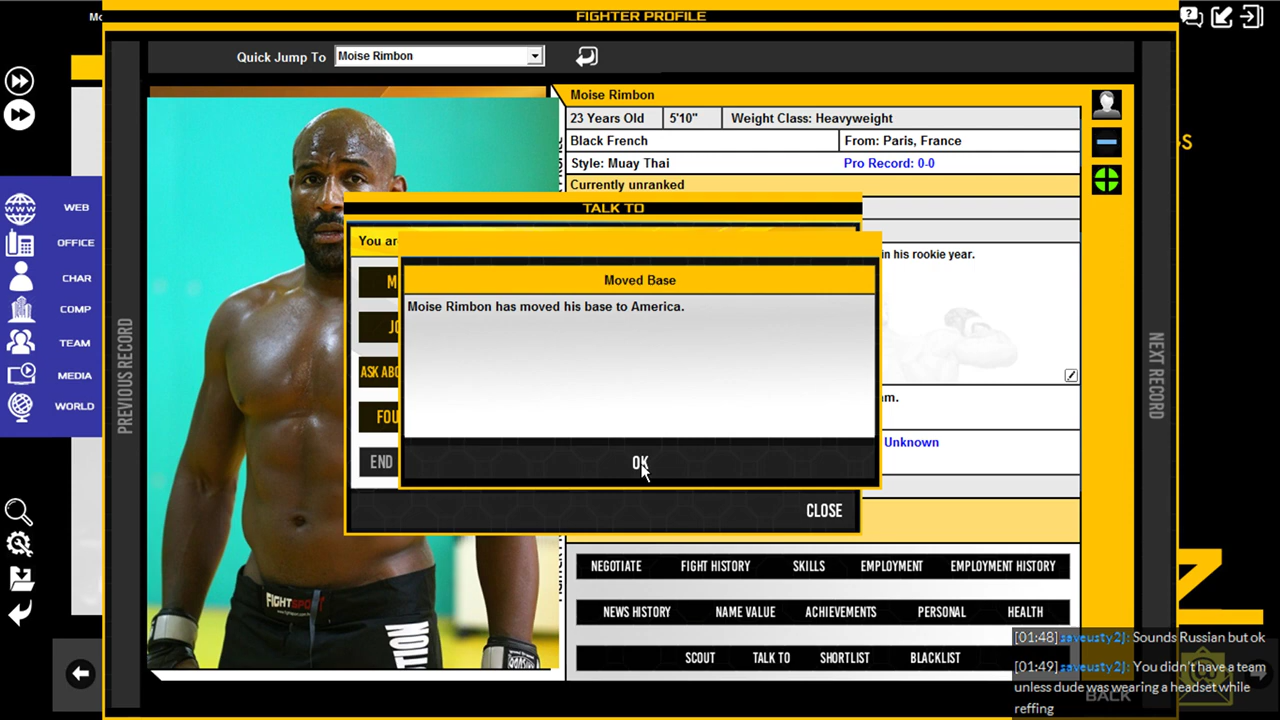 FIGHTER PROFILE
Quick Jump To Moise Rimbon
Moise Rimbon
23 Years Old 5'10" Weight Class: Heavyweight
Black French From: Paris, France
Style: Muay Thai Pro Record: 0-0
Currently unranked
TALK TO
You
in his rookie year.
Moved Base
Moise Rimbon has moved his base to America.
ASK
OK
END
CLOSE
Unknown
WEB
OFFICE
CHAR
COMP
TEAM
MEDIA
WORLD
PREVIOUS RECORD
NEXT RECORD
FIGHTSPORT
NEGOTIATE FIGHT HISTORY SKILLS EMPLOYMENT EMPLOYMENT HISTORY
NEWS HISTORY NAME VALUE ACHIEVEMENTS PERSONAL HEALTH
SCOUT TALK TO SHORTLIST BLACKLIST
[01:48] saveusty2J: Sounds Russian but ok
[01:49] saveusty2J: You didn't have a team
unless dude was wearing a headset while
reffing
BACK